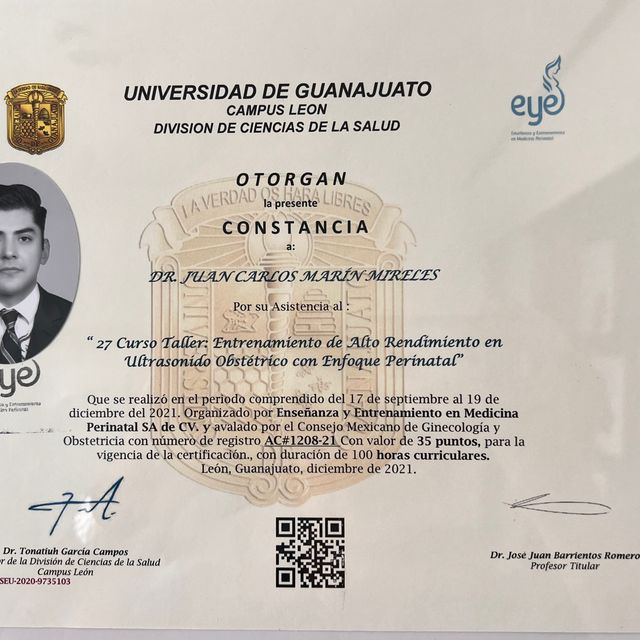 UNIVERSIDAD DE GUANAJUATO
CAMPUS LEON
DIVISION DE CIENCIAS DE LA SALUD
eye
Enseñanza y Entrenamiento
en Medicina Perinatal
OTORGAN
la presente
LA VERDAD OS HARA LIBRES
CONSTANCIA
a:
DR. JUAN CARLOS MARÍN MIRELES
Por su Asistencia al :
“ 27 Curso Taller: Entrenamiento de Alto Rendimiento en
Ultrasonido Obstétrico con Enfoque Perinatal”
ye
Que se realizó en el periodo comprendido del 17 de septiembre al 19 de
diciembre del 2021. Organizado por Enseñanza y Entrenamiento en Medicina
Perinatal SA de CV. y avalado por el Consejo Mexicano de Ginecología y
Obstetricia con número de registro AC#1208-21 Con valor de 35 puntos, para la
vigencia de la certificación., con duración de 100 horas curriculares.
León, Guanajuato, diciembre de 2021.
Dr. Tonatiuh García Campos
or de la División de Ciencias de la Salud
Campus León
SEU-2020-9735103
Dr. José Juan Barrientos Romero
Profesor Titular